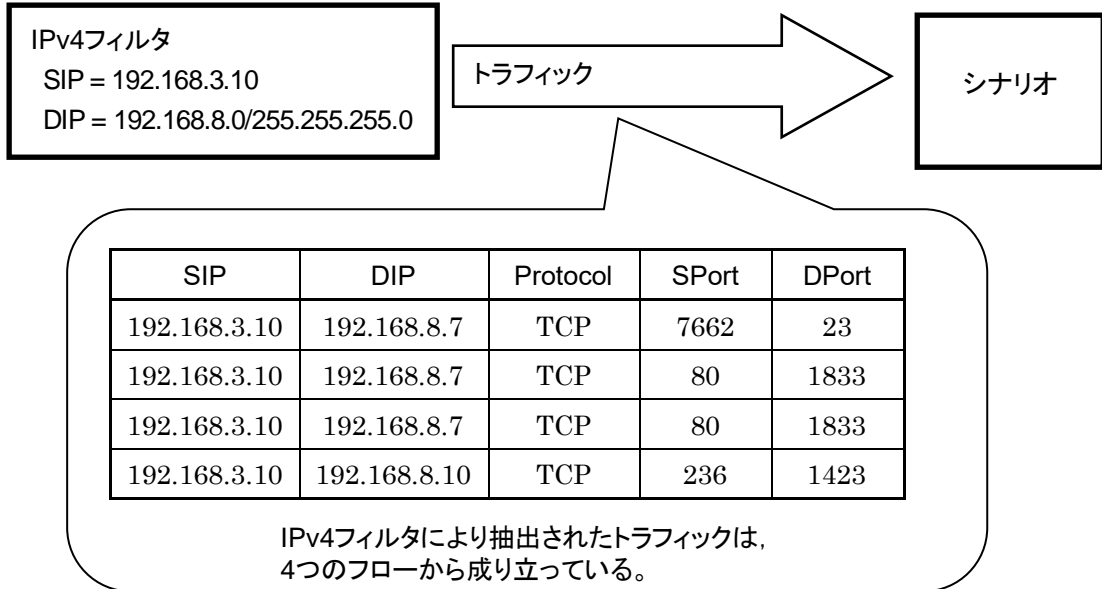 IPv4フィルタ
SIP = 192.168.3.10
DIP = 192.168.8.0/255.255.255.0
トラフィック
シナリオ
SIP DIP Protocol SPort DPort
192.168.3.10 192.168.8.7 TCP 7662 23
192.168.3.10 192.168.8.7 TCP 80 1833
192.168.3.10 192.168.8.7 TCP 80 1833
192.168.3.10 192.168.8.10 TCP 236 1423
IPv4フィルタにより抽出されたトラフィックは,
4つのフローから成り立っている。